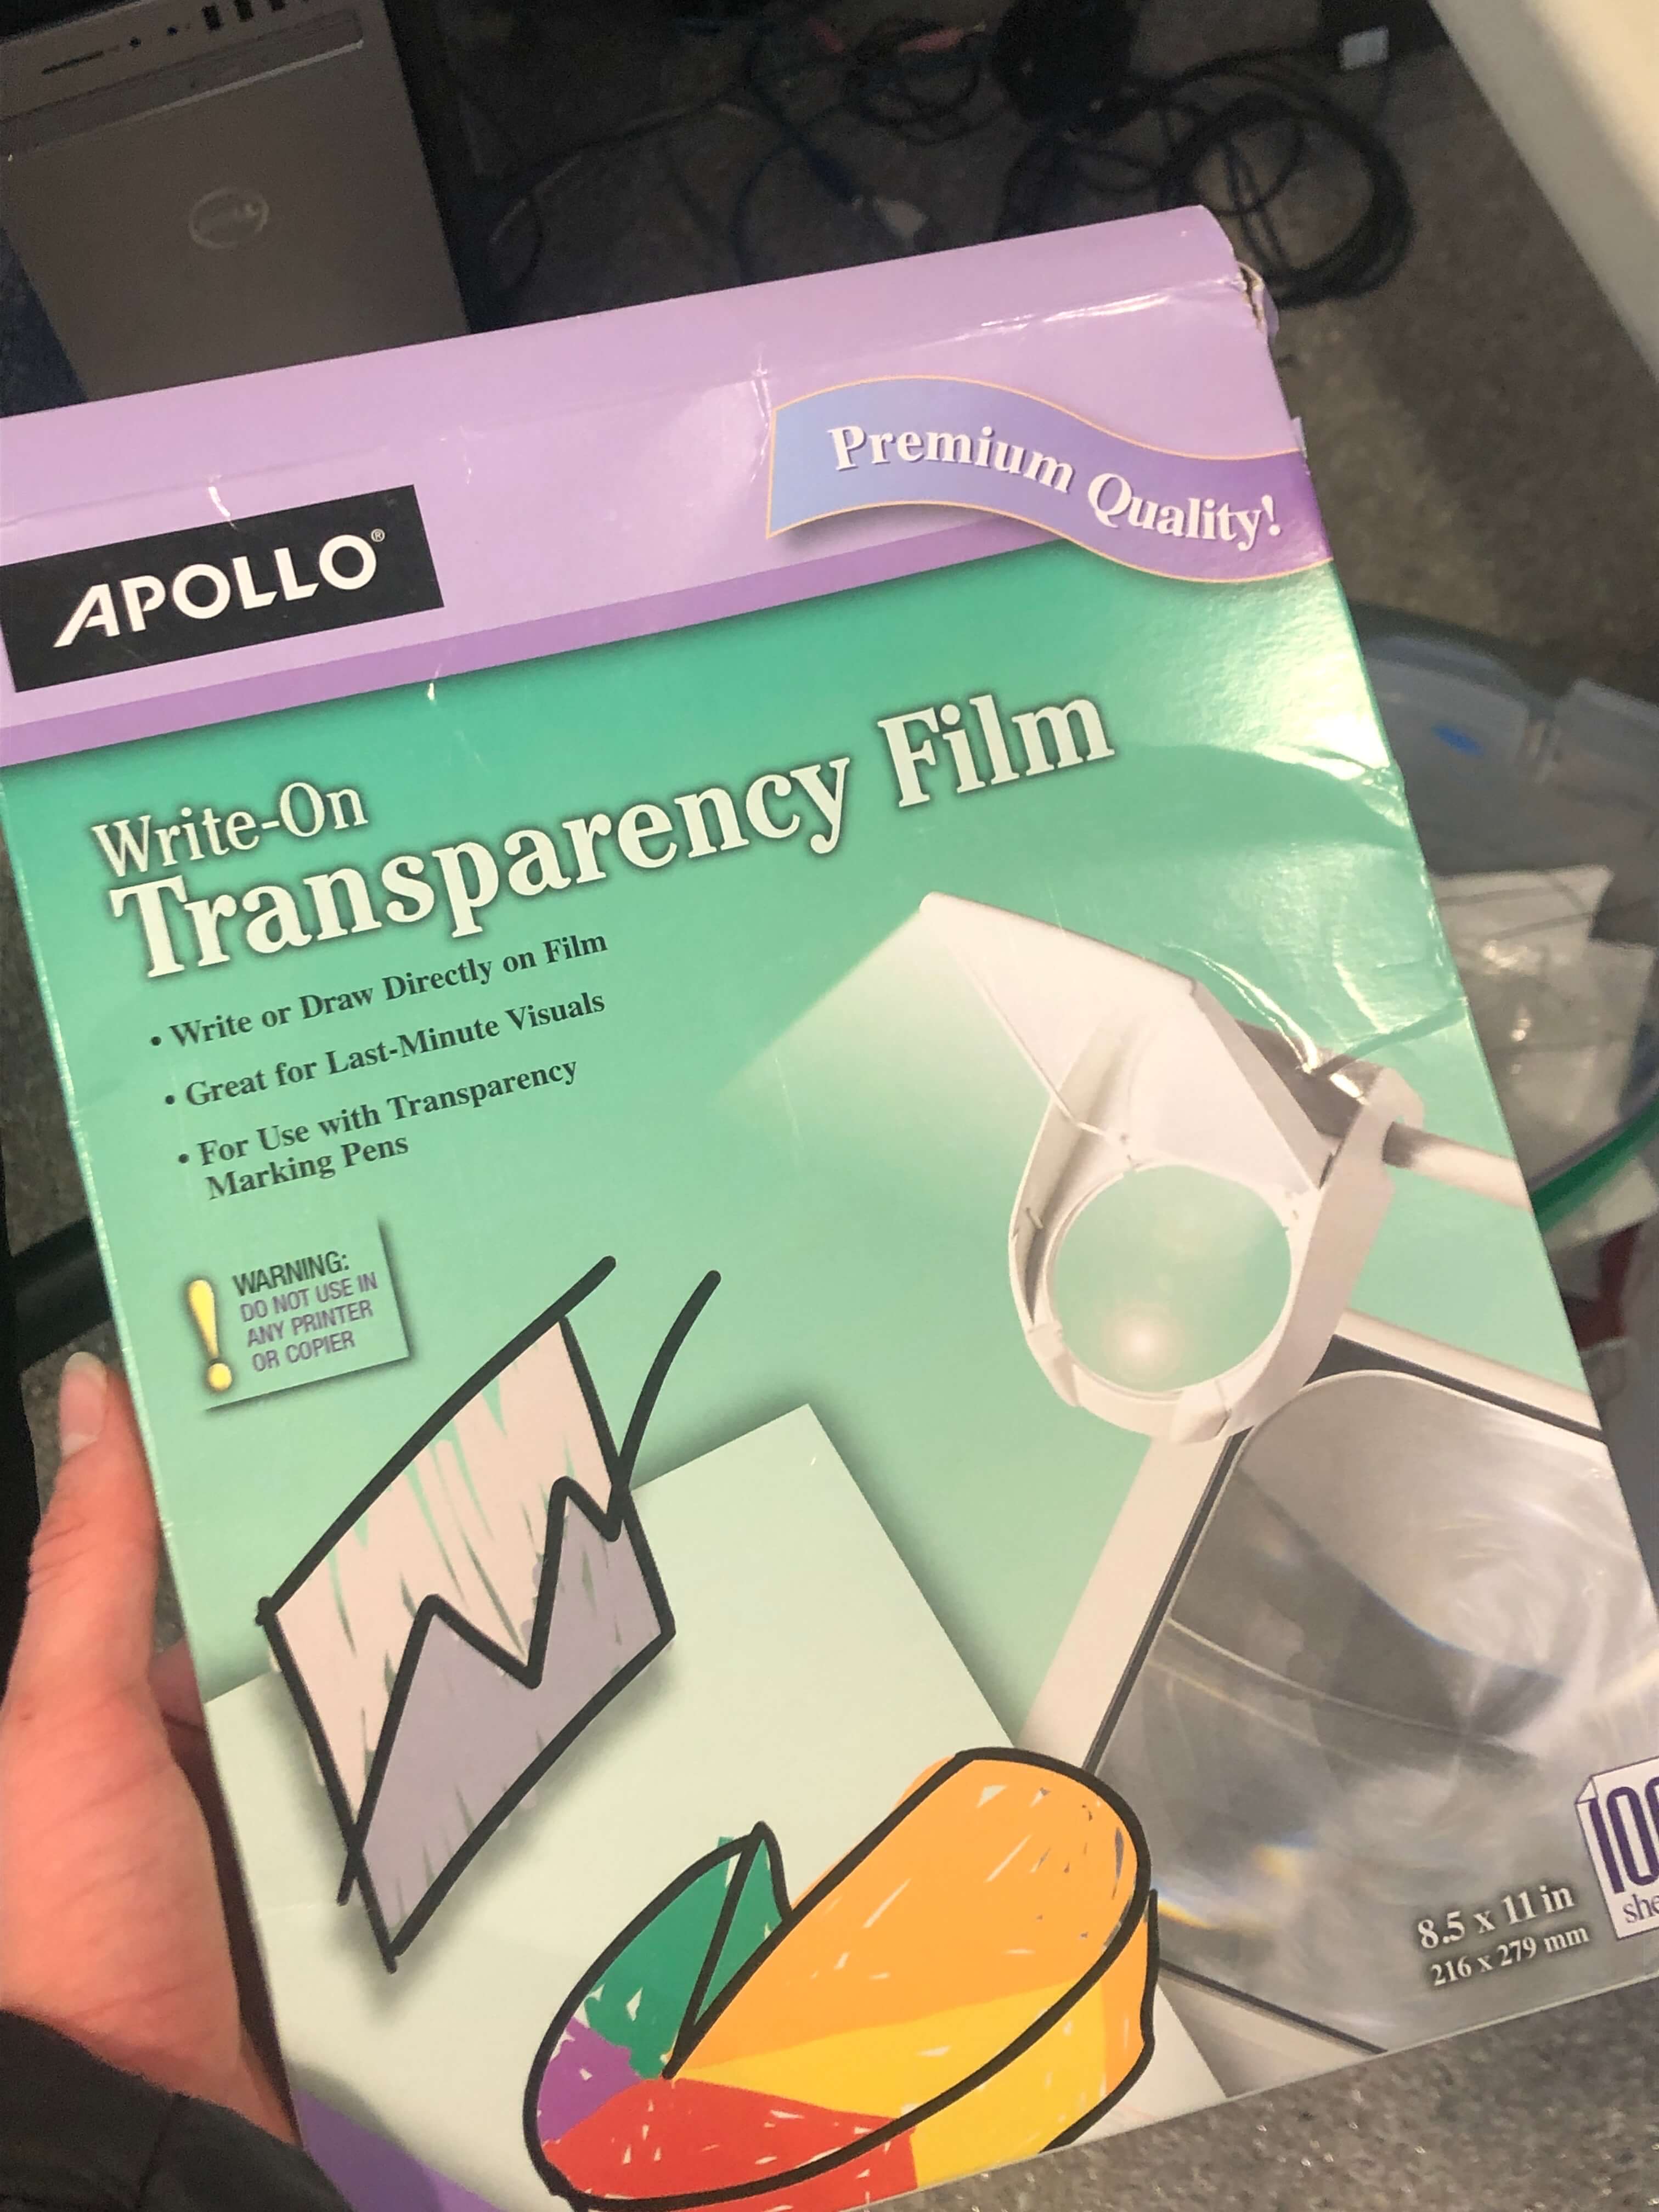 DELL
APOLLO®
Premium Quality!
Write-On
Transparency Film
• Write or Draw Directly on Film
• Great for Last-Minute Visuals
• For Use with Transparency
Marking Pens
! WARNING:
DO NOT USE IN
ANY PRINTER
OR COPIER
8.5 x 11 in
216 x 279 mm